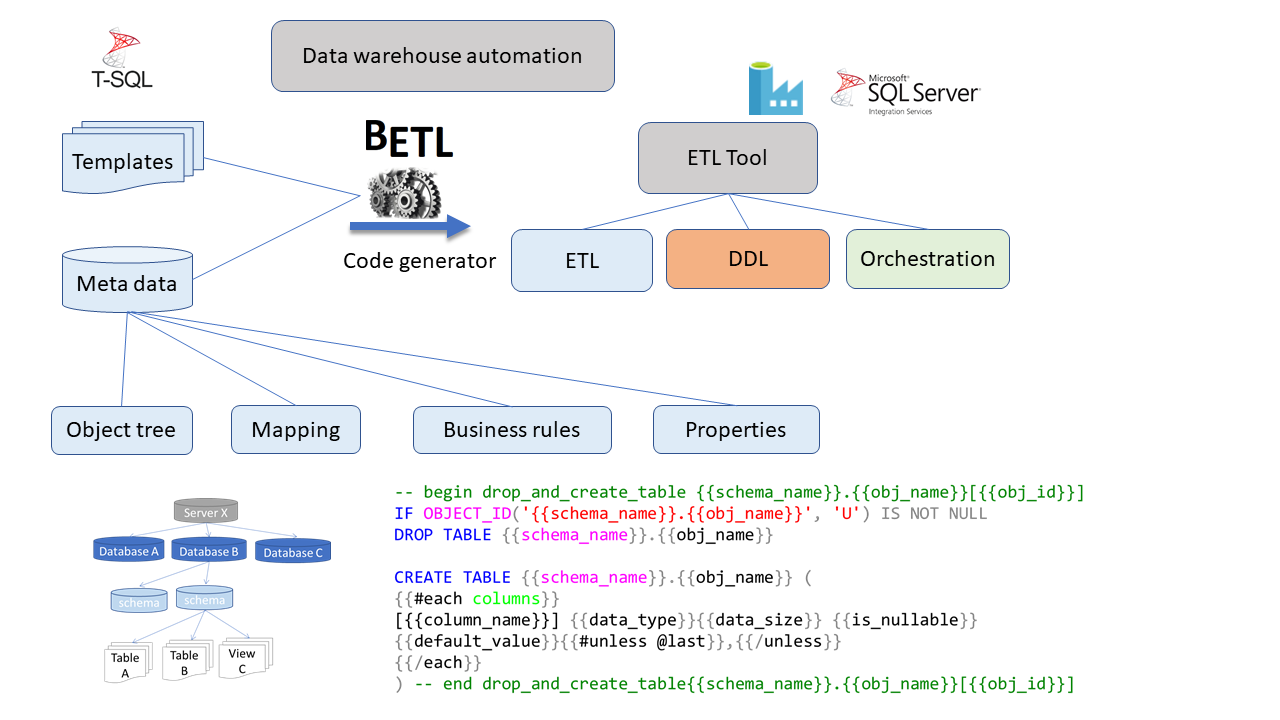 T-SQL
Data warehouse automation
Microsoft®
SQL Server®
Integration Services
Templates
BETL
ETL Tool
Code generator
ETL
DDL
Orchestration
Meta data
Object tree
Mapping
Business rules
Properties
Server X
Database A
Database B
Database C
schema
schema
Table
A
Table
B
View
C
-- begin drop_and_create_table {{schema_name}}.{{obj_name}}[{{obj_id}}]
IF OBJECT_ID('{{schema_name}}.{{obj_name}}', 'U') IS NOT NULL
DROP TABLE {{schema_name}}.{{obj_name}}
CREATE TABLE {{schema_name}}.{{obj_name}} (
{{#each columns}}
[{{column_name}}] {{data_type}}{{data_size}} {{is_nullable}}
{{default_value}}{{#unless @last}},{{/unless}}
{{/each}}
) -- end drop_and_create_table{{schema_name}}.{{obj_name}}[{{obj_id}}]